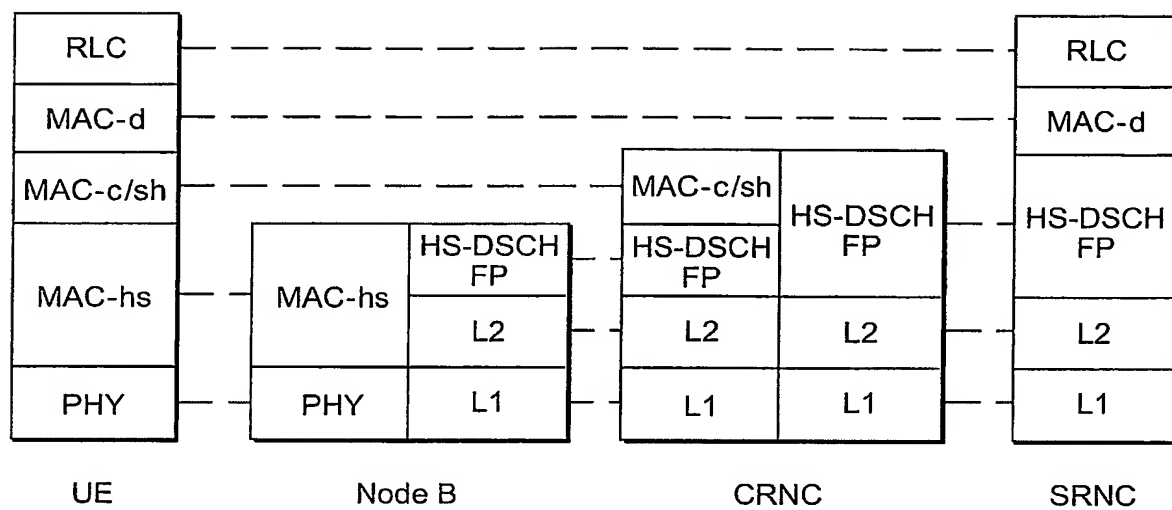 RLC
MAC-d
MAC-c/sh
MAC-hs
PHY
UE
MAC-hs
PHY
HS-DSCH
FP
L2
L1
Node B
MAC-c/sh
HS-DSCH
FP
L2
L1
HS-DSCH
FP
L2
L1
CRNC
RLC
MAC-d
HS-DSCH
FP
L2
L1
SRNC